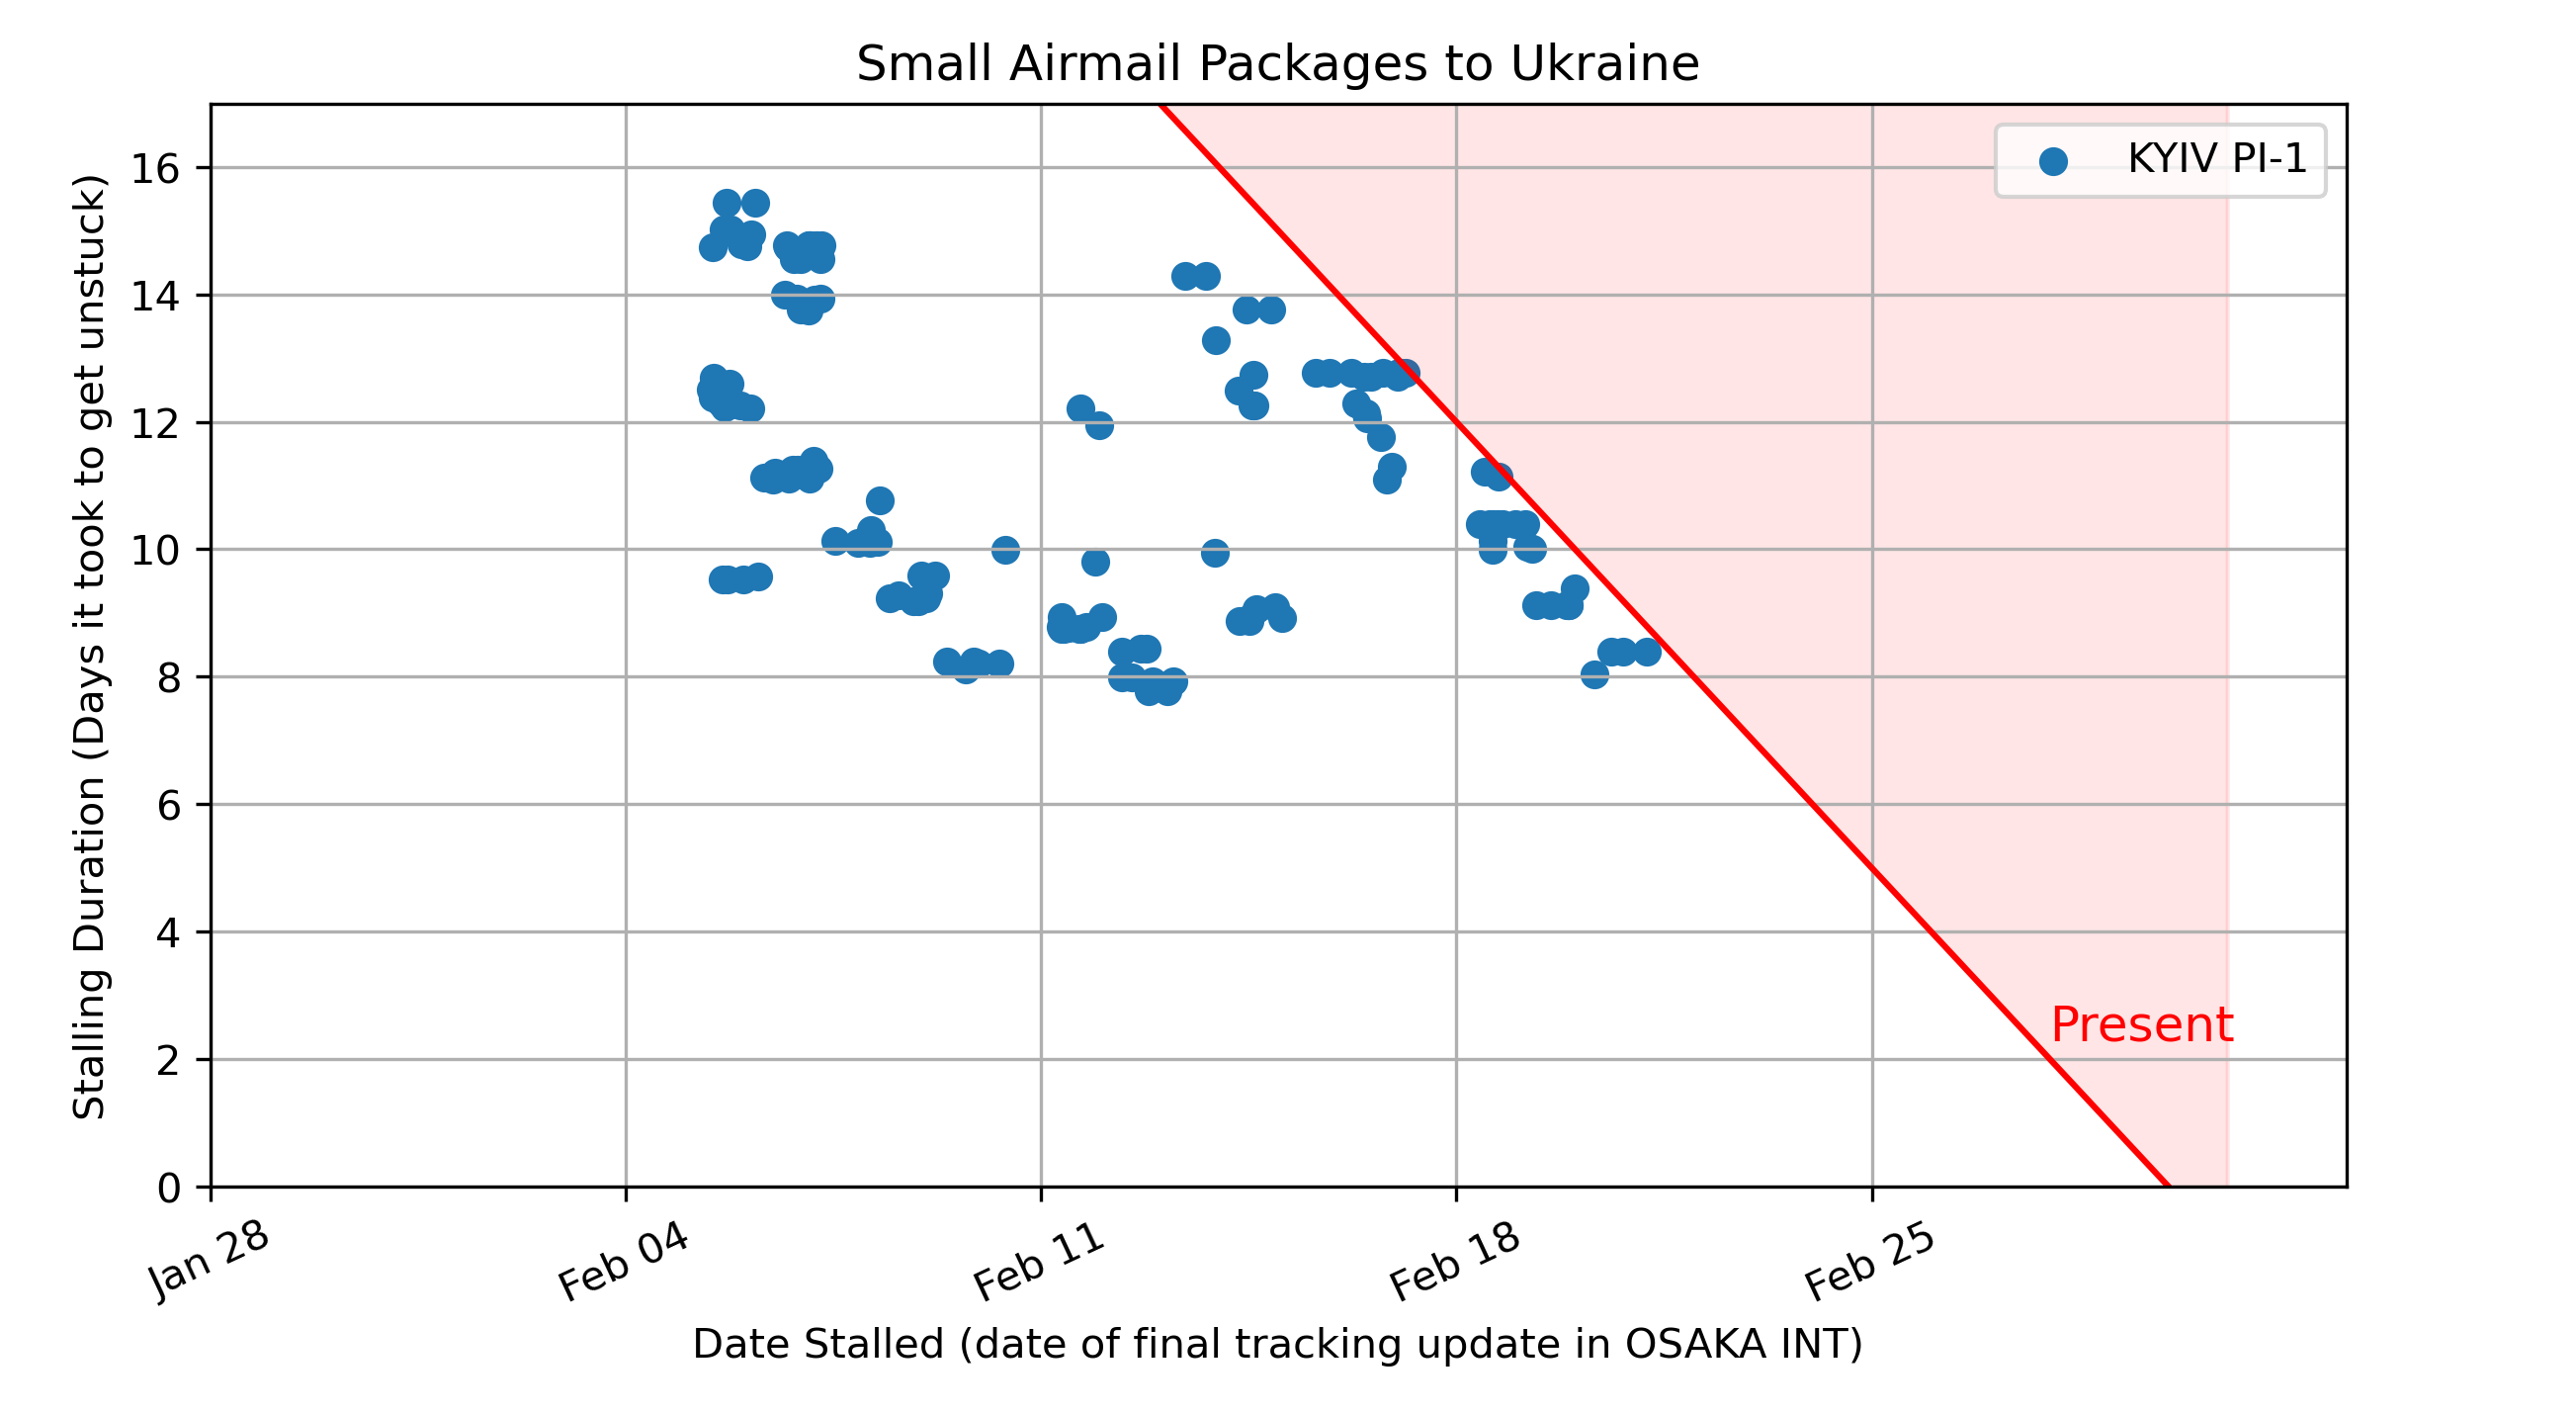 Small Airmail Packages to Ukraine
KYIV PI-1
Stalling Duration (Days it took to get unstuck)
16
14
12
10
8
6
4
2
0
Present
Jan 28
Feb 04
Feb 11
Feb 18
Feb 25
Date Stalled (date of final tracking update in OSAKA INT)